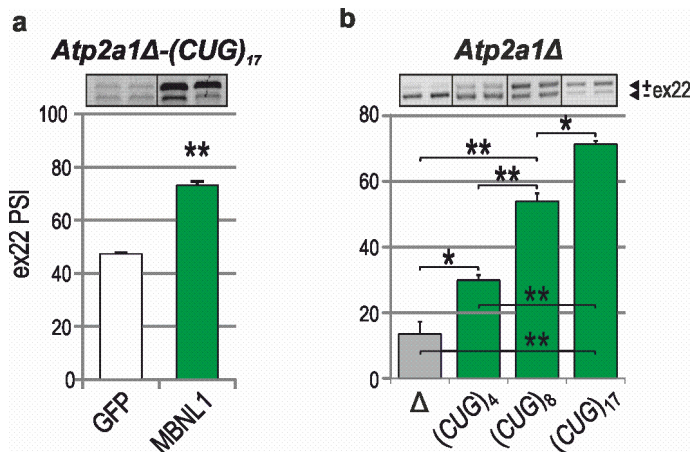 a
Atp2a1Δ-(CUG)17
ex22 PSI
100
80
60
40
20
0
**
GFP
MBNL1
b
Atp2a1Δ
±ex22
80
60
40
20
0
*
**
**
*
**
**
Δ
(CUG)4
(CUG)8
(CUG)17